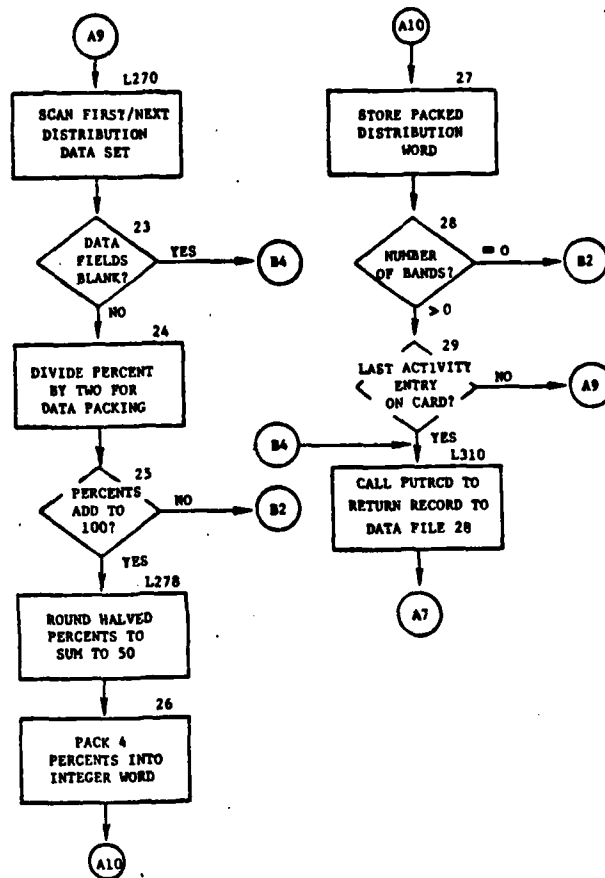 A9
L270
SCAN FIRST/NEXT
DISTRIBUTION
DATA SET
23
DATA
FIELDS
BLANK?
YES
B4
NO
24
DIVIDE PERCENT
BY TWO FOR
DATA PACKING
25
PERCENTS
ADD TO
100?
NO
B2
YES
L278
ROUND HALVED
PERCENTS TO
SUM TO 50
26
PACK 4
PERCENTS INTO
INTEGER WORD
A10
A10
27
STORE PACKED
DISTRIBUTION
WORD
28
NUMBER
OF BANDS?
= 0
B2
> 0
29
LAST ACTIVITY
ENTRY
ON CARD?
NO
A9
B4
YES
L310
CALL PUTRCD TO
RETURN RECORD TO
DATA FILE 28
A7